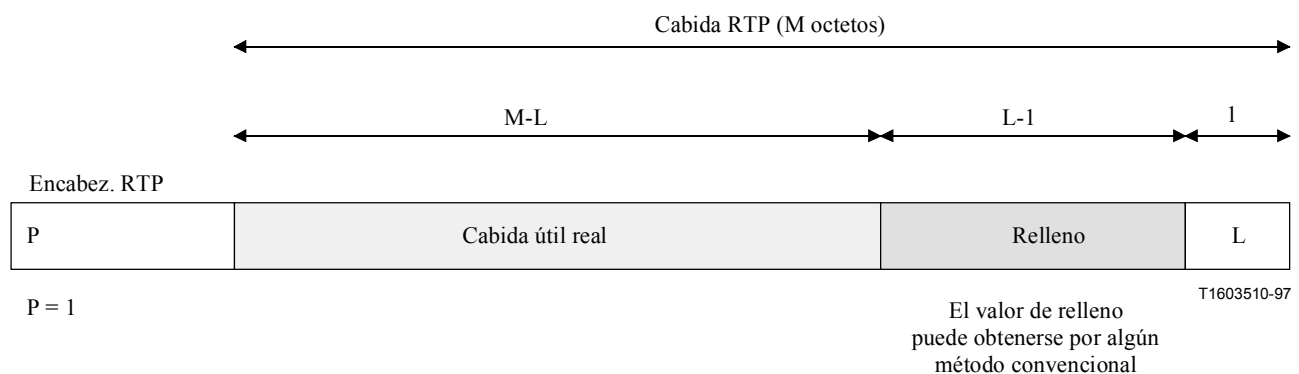 Cabida RTP (M octetos)
M-L
L-1
1
Encabez. RTP
P
Cabida útil real
Relleno
L
P = 1
T1603510-97
El valor de relleno
puede obtenerse por algún
método convencional